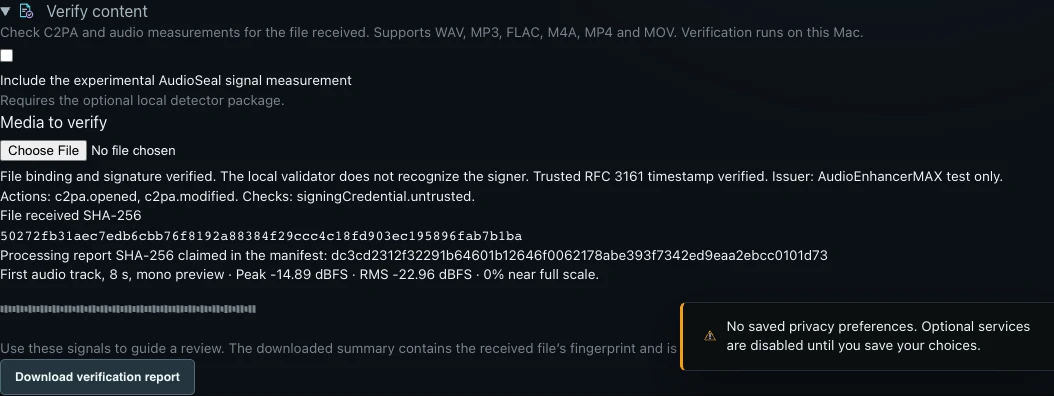 Verify content
Check C2PA and audio measurements for the file received. Supports WAV, MP3, FLAC, M4A, MP4 and MOV. Verification runs on this Mac.
Include the experimental AudioSeal signal measurement
Requires the optional local detector package.
Media to verify
Choose File No file chosen
File binding and signature verified. The local validator does not recognize the signer. Trusted RFC 3161 timestamp verified. Issuer: AudioEnhancerMAX test only.
Actions: c2pa.opened, c2pa.modified. Checks: signingCredential.untrusted.
File received SHA-256
50272fb31aec7edb6cbb76f8192a88384f29ccc4c18fd903ec195896fab7b1ba
Processing report SHA-256 claimed in the manifest: dc3cd2312f32291b64601b12646f0062178abe393f7342ed9eaa2ebcc0101d73
First audio track, 8 s, mono preview · Peak -14.89 dBFS · RMS -22.96 dBFS · 0% near full scale.
Use these signals to guide a review. The downloaded summary contains the received file's fingerprint and is
No saved privacy preferences. Optional services
are disabled until you save your choices.
Download verification report